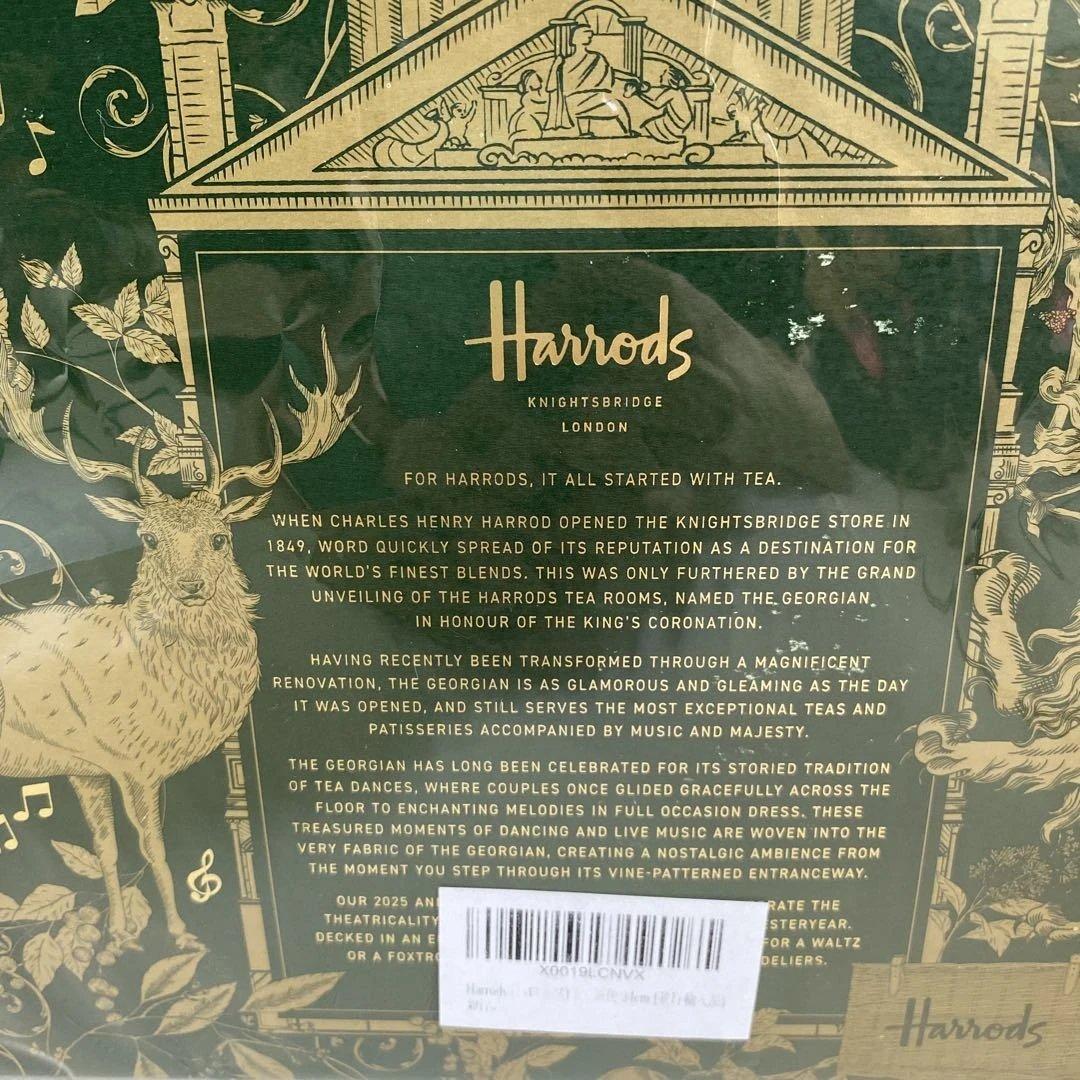 Harrods
KNIGHTSBRIDGE
LONDON
FOR HARRODS, IT ALL STARTED WITH TEA.
WHEN CHARLES HENRY HARROD OPENED THE KNIGHTSBRIDGE STORE IN
1849, WORD QUICKLY SPREAD OF ITS REPUTATION AS A DESTINATION FOR
THE WORLD'S FINEST BLENDS. THIS WAS ONLY FURTHERED BY THE GRAND
UNVEILING OF THE HARRODS TEA ROOMS, NAMED THE GEORGIAN
IN HONOUR OF THE KING'S CORONATION.
HAVING RECENTLY BEEN TRANSFORMED THROUGH A MAGNIFICENT
RENOVATION, THE GEORGIAN IS AS GLAMOROUS AND GLEAMING AS THE DAY
IT WAS OPENED, AND STILL SERVES THE MOST EXCEPTIONAL TEAS AND
PATISSERIES ACCOMPANIED BY MUSIC AND MAJESTY.
THE GEORGIAN HAS LONG BEEN CELEBRATED FOR ITS STORIED TRADITION
OF TEA DANCES, WHERE COUPLES ONCE GLIDED GRACEFULLY ACROSS THE
FLOOR TO ENCHANTING MELODIES IN FULL OCCASION DRESS. THESE
TREASURED MOMENTS OF DANCING AND LIVE MUSIC ARE WOVEN INTO THE
VERY FABRIC OF THE GEORGIAN, CREATING A NOSTALGIC AMBIENCE FROM
THE MOMENT YOU STEP THROUGH ITS VINE-PATTERNED ENTRANCEWAY.
OUR 2025 AN RATE THE
THEATRICALITY STERYEAR.
DECKED IN AN E FOR A WALTZ
OR A FOXTR DELIERS.
X0019LCNVX
Harrods
Harrods